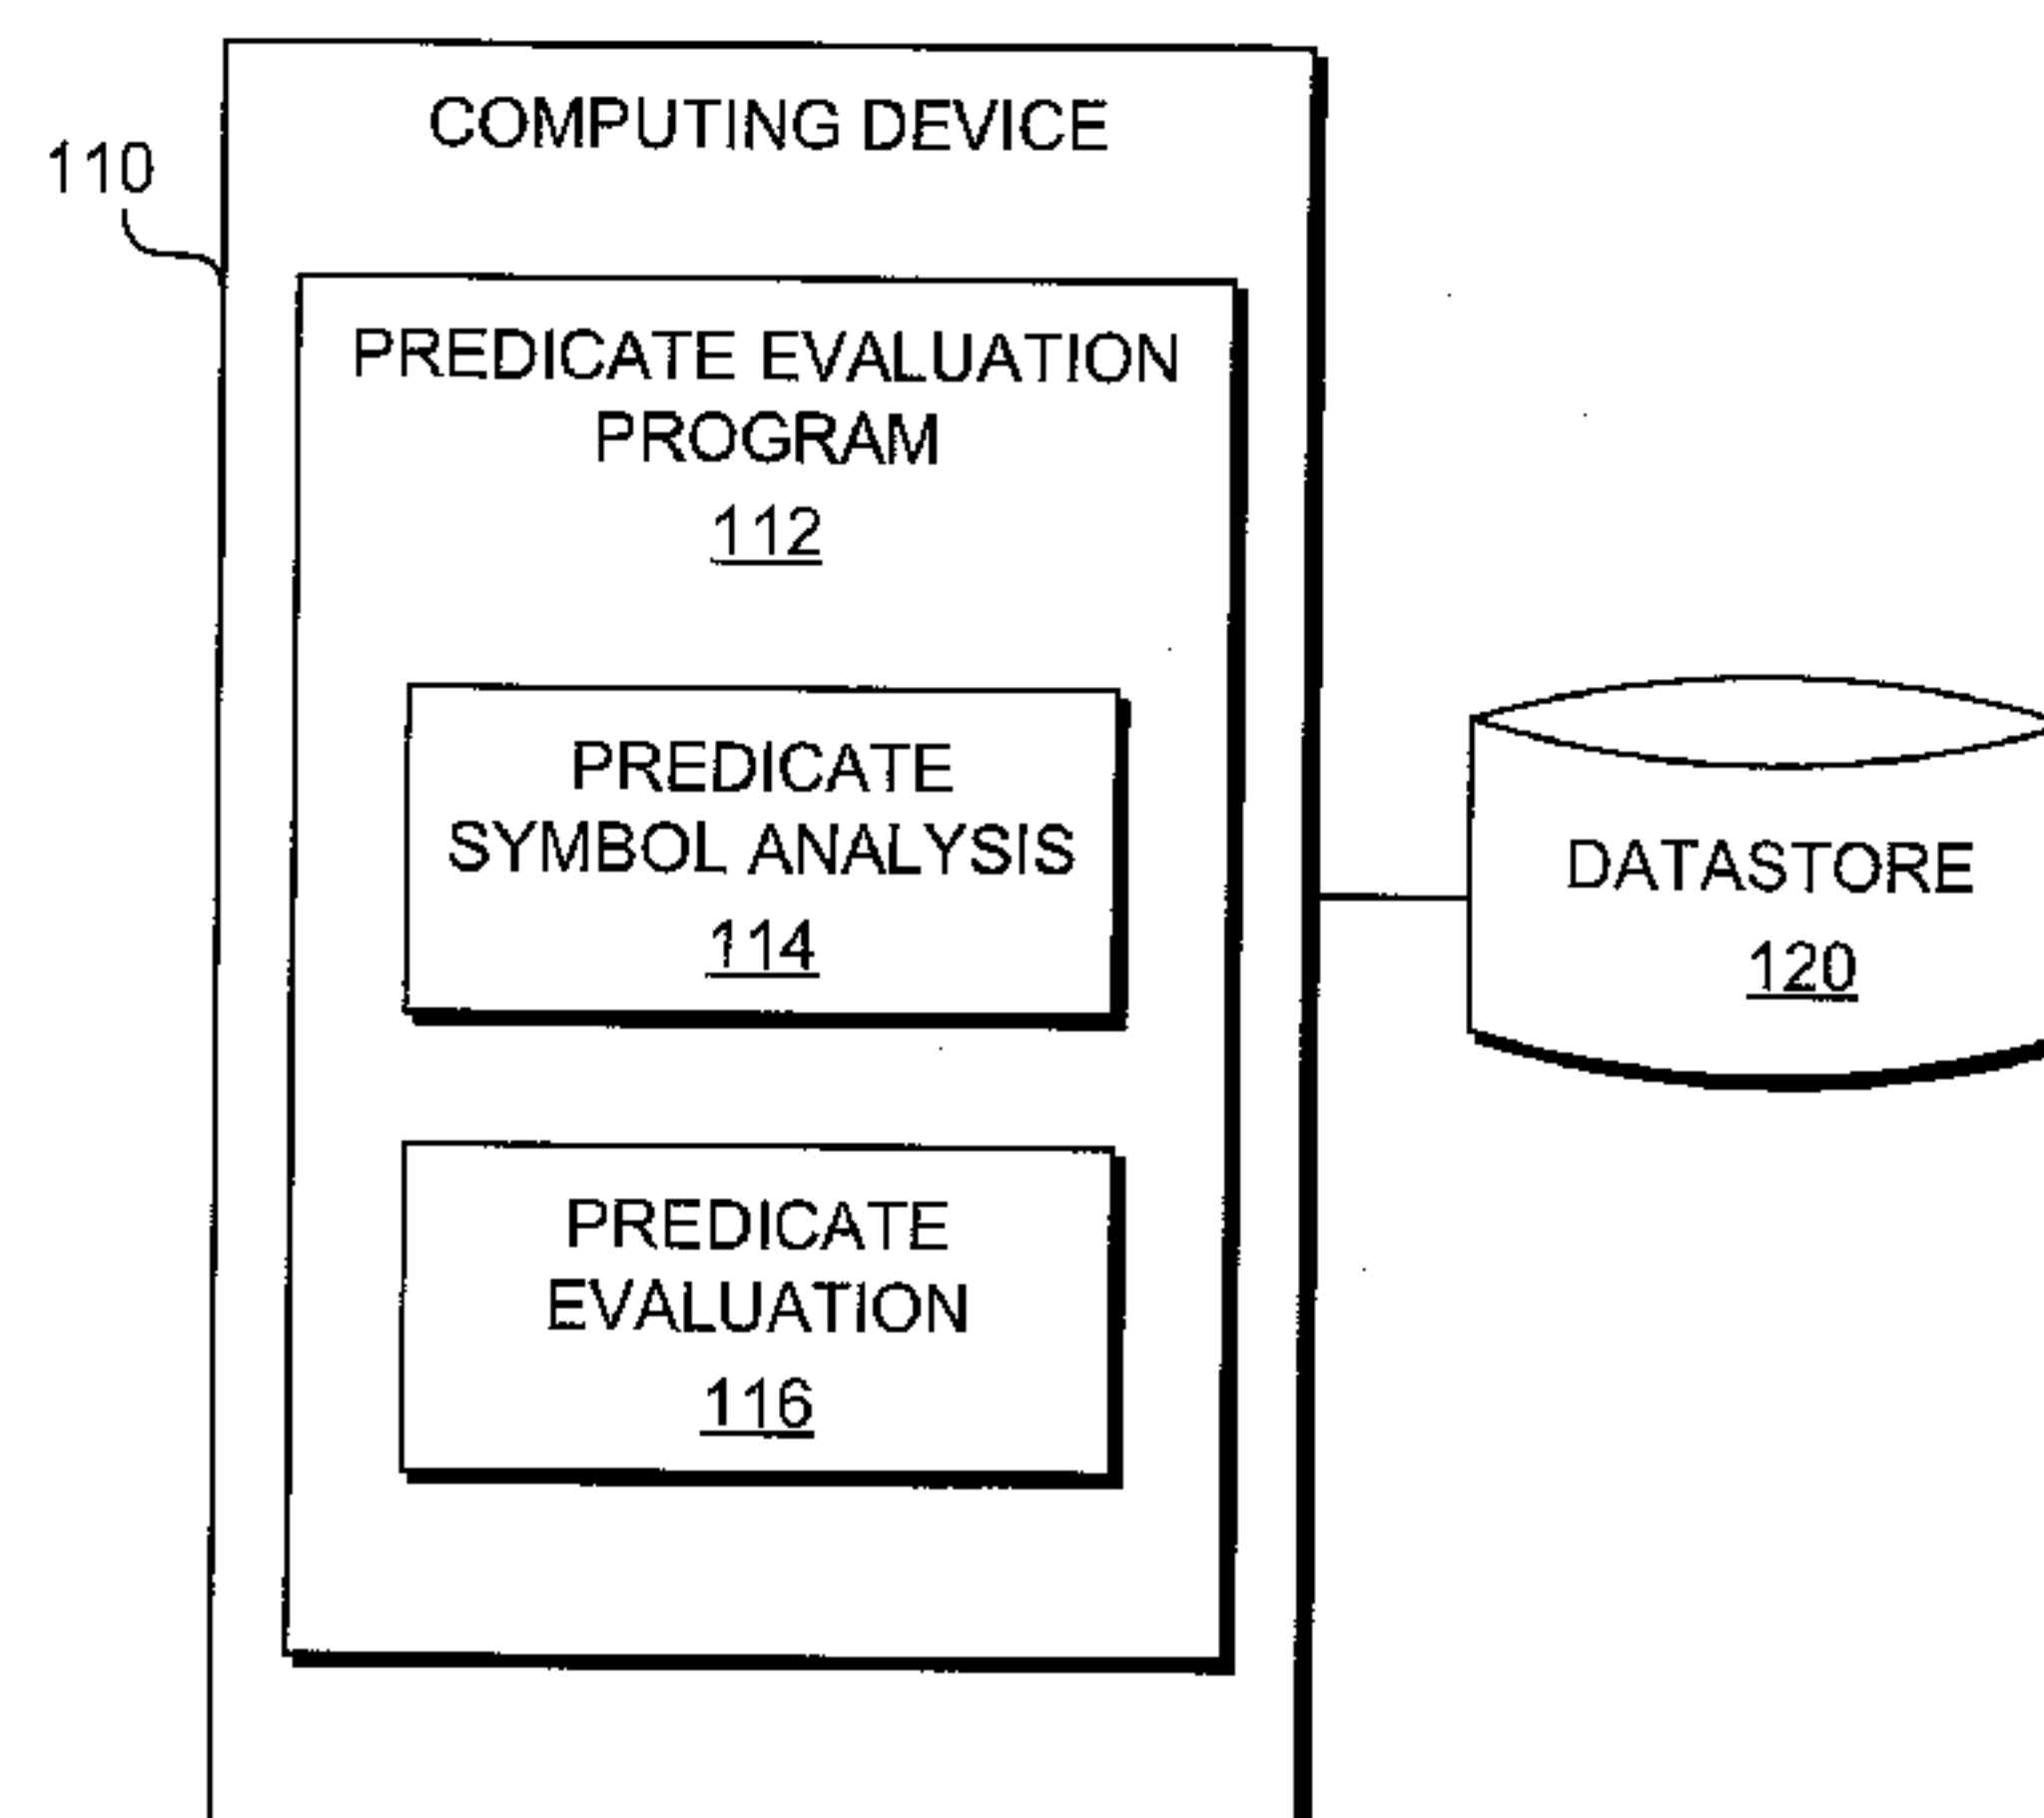 COMPUTING DEVICE
110
PREDICATE EVALUATION
PROGRAM
112
PREDICATE
SYMBOL ANALYSIS
114
DATASTORE
120
PREDICATE
EVALUATION
116